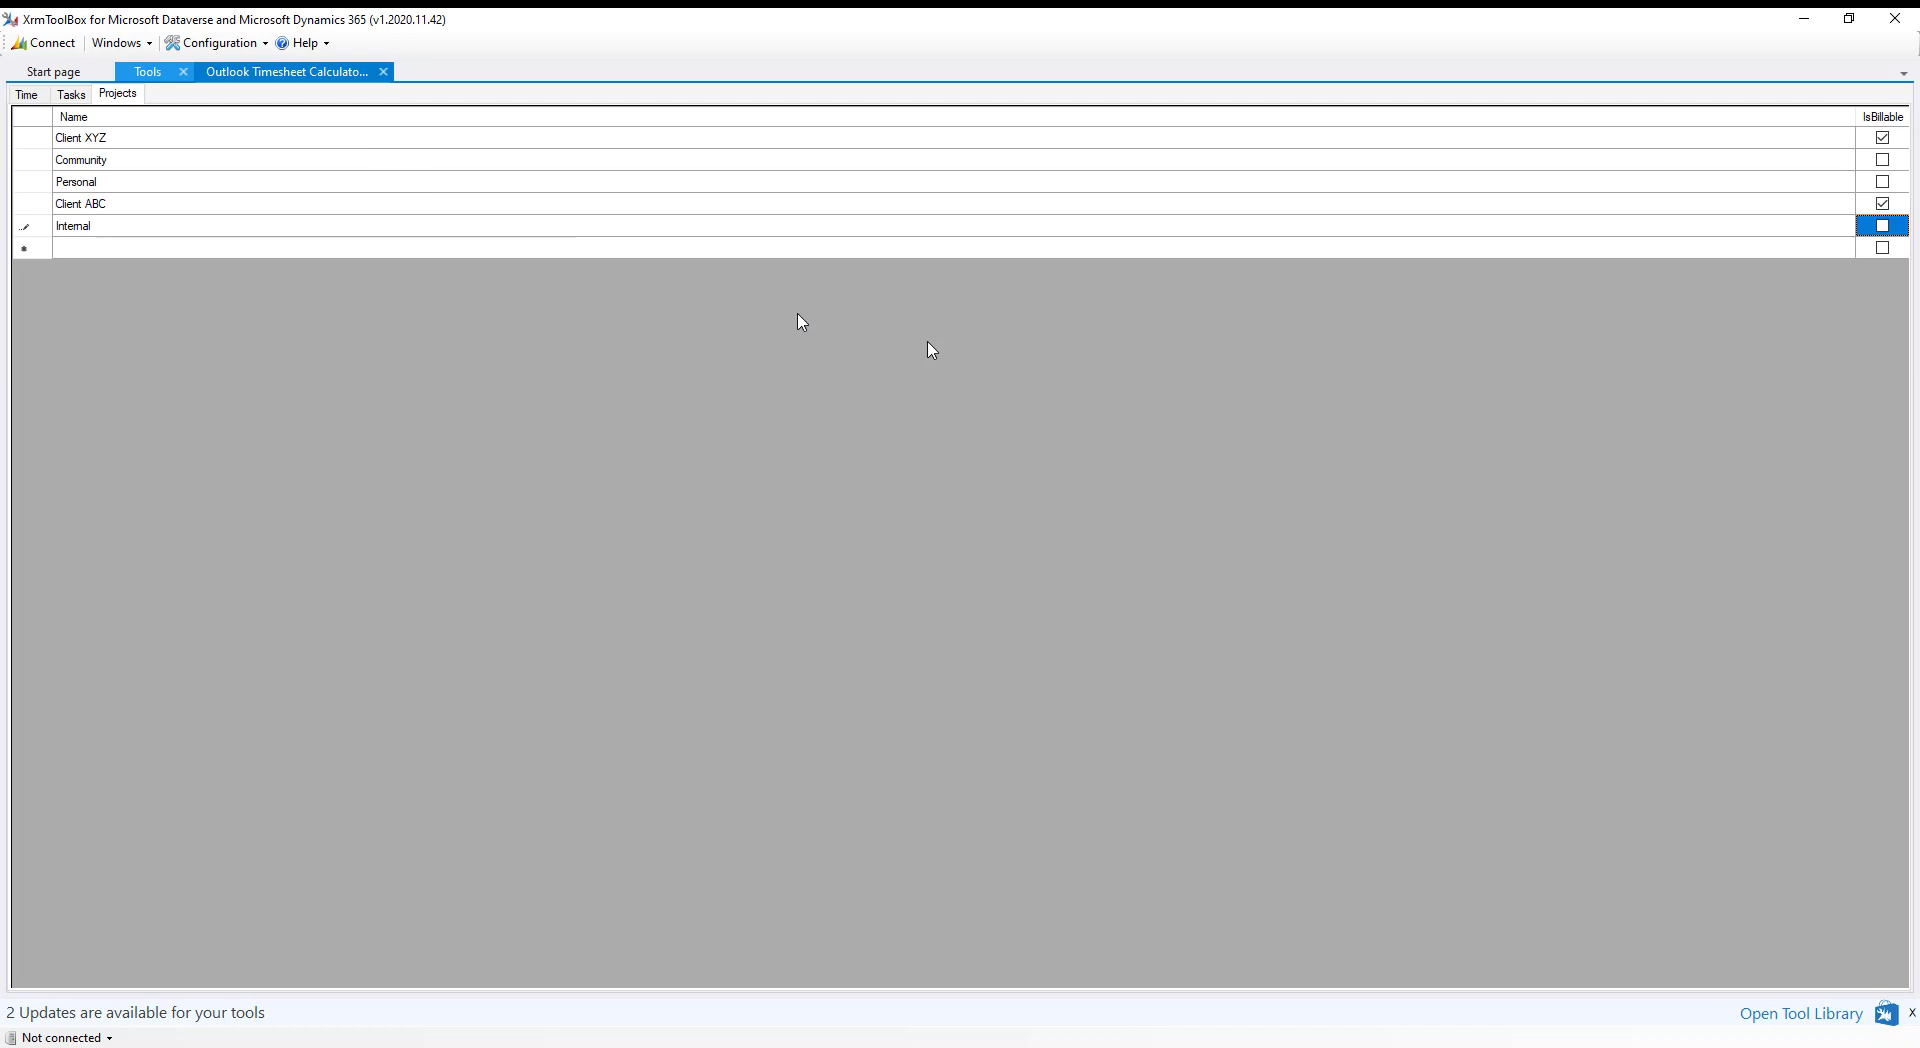 XrmToolBox for Microsoft Dataverse and Microsoft Dynamics 365 (v1.2020.11.42)
Connect Windows Configuration Help
Start page Tools Outlook Timesheet Calculato...
Time Tasks Projects
Name IsBillable
Client XYZ
Community
Personal
Client ABC
Internal
2 Updates are available for your tools Open Tool Library X
Not connected